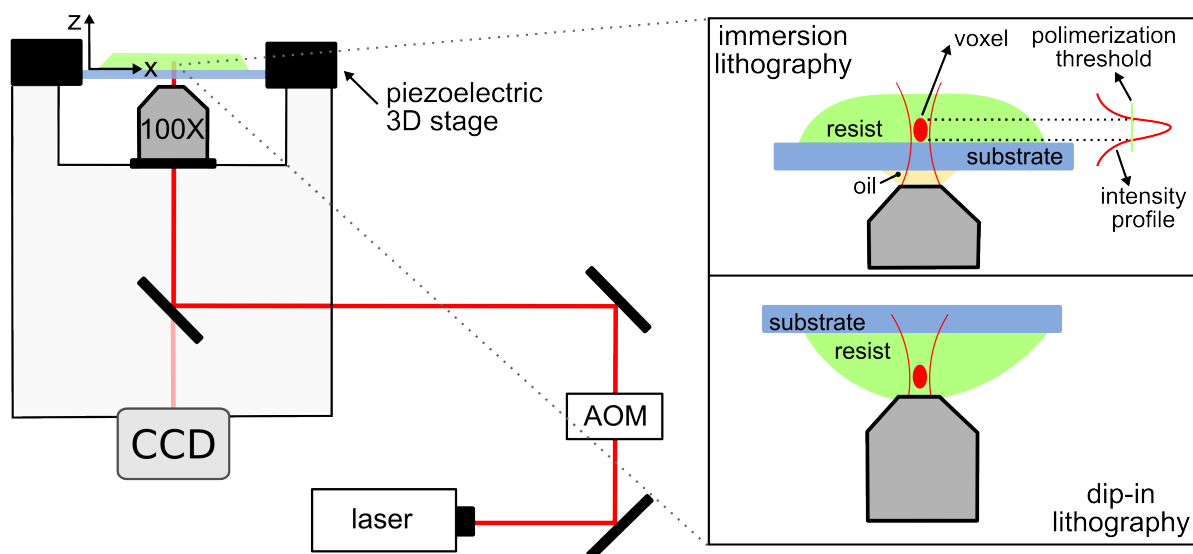 z
x
100X
piezoelectric
3D stage
CCD
AOM
laser
immersion
lithography
voxel
polimerization
threshold
resist
substrate
oil
intensity
profile
substrate
resist
dip-in
lithography